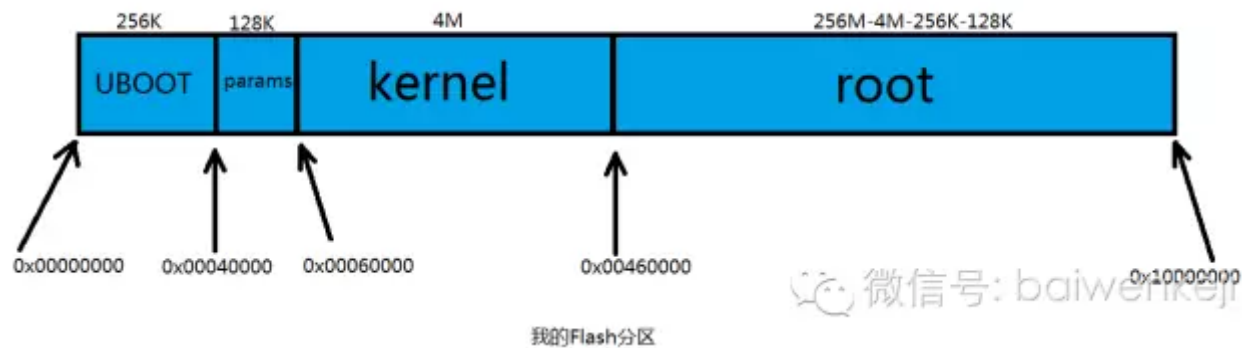 256K 128K 4M 256M-4M-256K-128K
UBOOT params kernel root
0x00000000 0x00040000 0x00060000 0x00460000 0x10000000
微信号: baiwenkeji
我的Flash分区